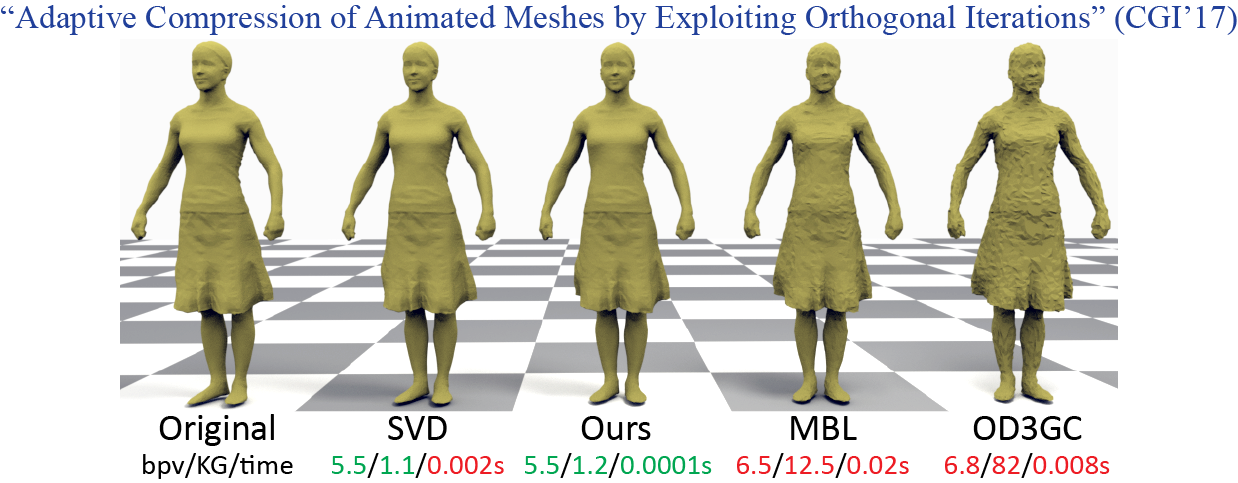 “Adaptive Compression of Animated Meshes by Exploiting Orthogonal Iterations” (CGI’17)
Original SVD Ours MBL OD3GC
bpv/KG/time 5.5/1.1/0.002s 5.5/1.2/0.0001s 6.5/12.5/0.02s 6.8/82/0.008s